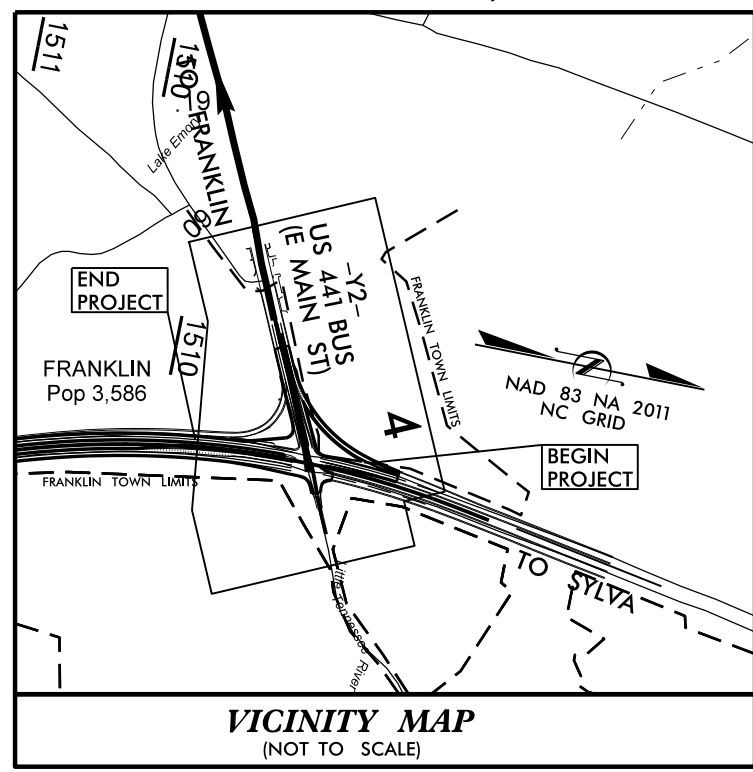 1511
1510
TO FRANKLIN
Lake Emory
-Y2-
US 441 BUS
(E MAIN ST)
END
PROJECT
1510
FRANKLIN
Pop 3,586
FRANKLIN TOWN LIMITS
4
NAD 83 NA 2011
NC GRID
BEGIN
PROJECT
FRANKLIN TOWN LIMITS
TO SYLVA
Little Tennessee River
VICINITY MAP
(NOT TO SCALE)